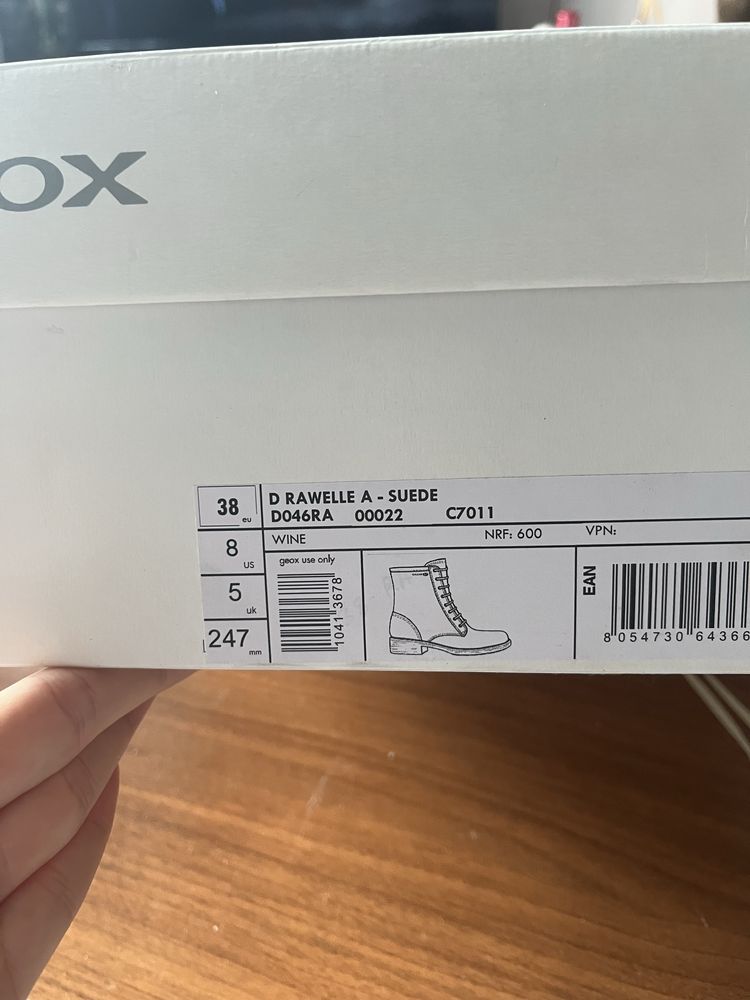 OX
38 eu
D RAWELLE A - SUEDE
D046RA 00022 C7011
8 US
WINE NRF: 600 VPN:
geox use only
5 uk
1041 3678
EAN
247 mm
8 054730 64366